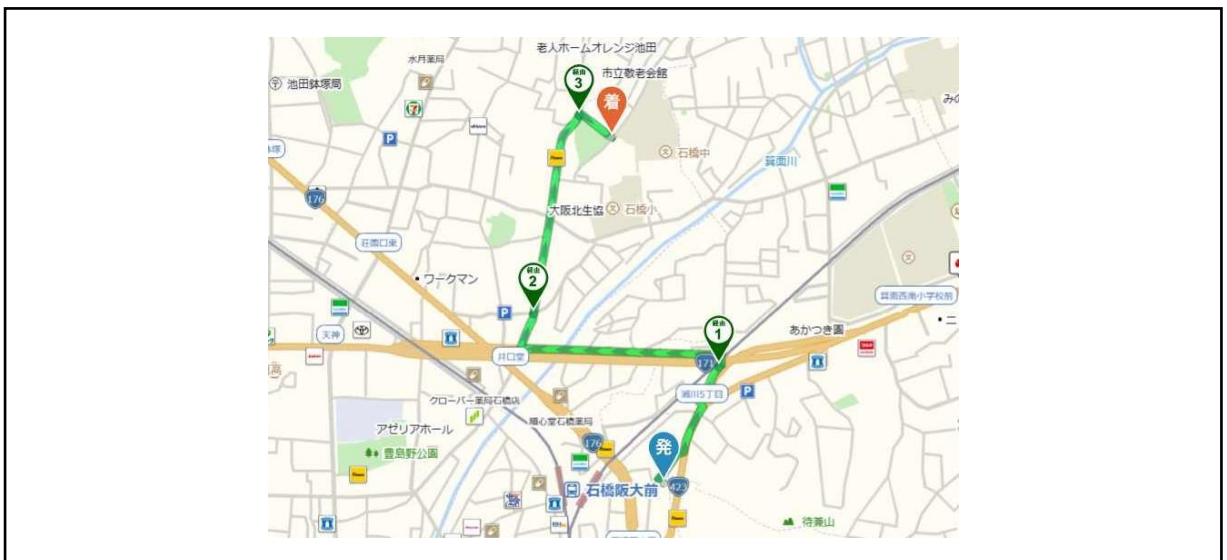 老人ホームオレンジ池田
水月薬局
経由
3
市立敬老会館
池田鉢塚局
着
P
石橋中
箕面川
176
大阪北生協
石橋小
荘園口東
ワークマン
経由
2
P
箕面西南小学校前
経由
1
あかつき園
天神
井口堂
171
瀬川5丁目
P
クローバー薬局石橋店
順心堂石橋薬局
アゼリアホール
176
発
豊島野公園
石橋阪大前
423
待兼山